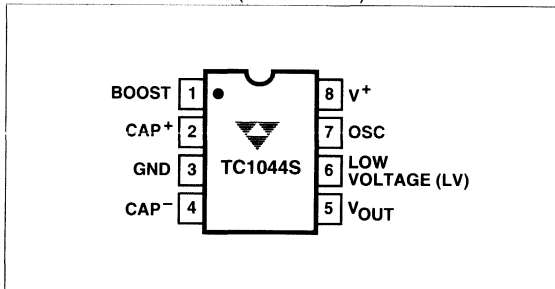 BOOST 1 8 V+
CAP+ 2 7 OSC
GND 3 TC1044S 6 LOW
VOLTAGE (LV)
CAP− 4 5 VOUT